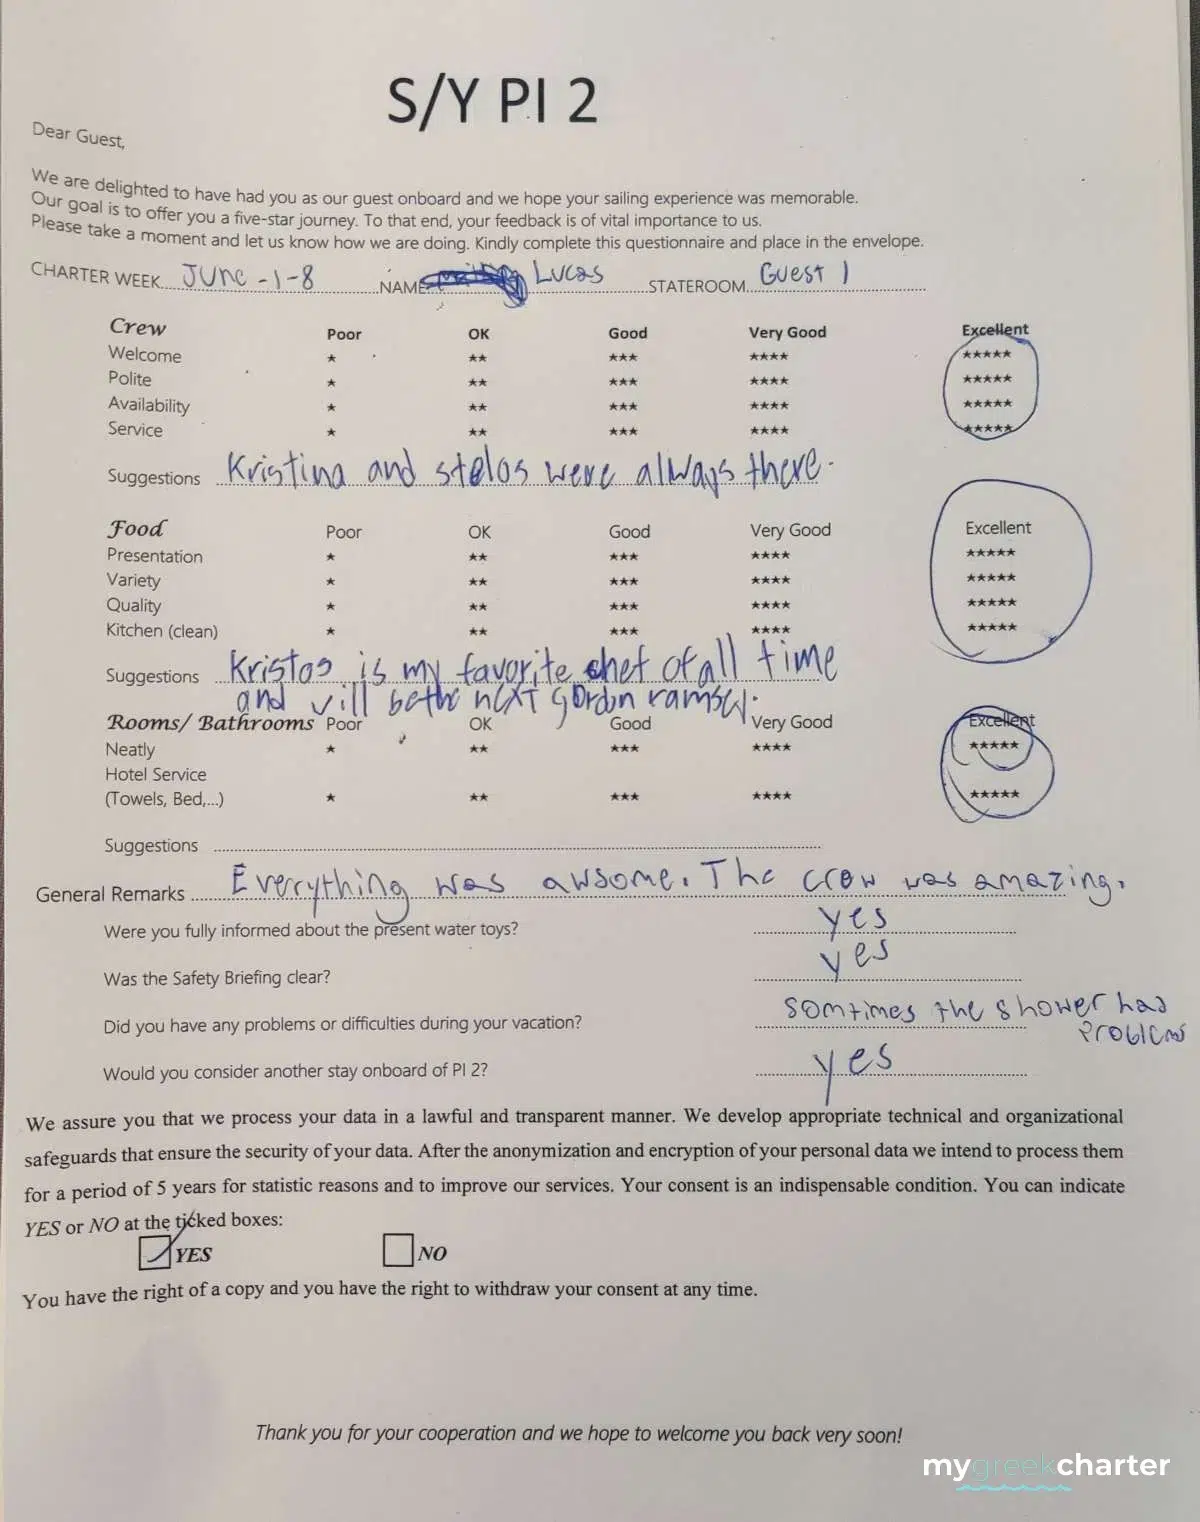 S/Y PI 2
Dear Guest,
We are delighted to have had you as our guest onboard and we hope your sailing experience was memorable.
Our goal is to offer you a five-star journey. To that end, your feedback is of vital importance to us.
Please take a moment and let us know how we are doing. Kindly complete this questionnaire and place in the envelope.
CHARTER WEEK June -1-8 NAME Lucas STATEROOM Guest 1
Crew Poor OK Good Very Good Excellent
Welcome ★ ★★ ★★★ ★★★★ ★★★★★
Polite ★ ★★ ★★★ ★★★★ ★★★★★
Availability ★ ★★ ★★★ ★★★★ ★★★★★
Service ★ ★★ ★★★ ★★★★ ★★★★★
Suggestions Kristina and stelos were always there.
Food Poor OK Good Very Good Excellent
Presentation ★ ★★ ★★★ ★★★★ ★★★★★
Variety ★ ★★ ★★★ ★★★★ ★★★★★
Quality ★ ★★ ★★★ ★★★★ ★★★★★
Kitchen (clean) ★ ★★ ★★★ ★★★★ ★★★★★
Suggestions Kristos is my favorite chef of all time
and will be the next gordon ramsey.
Rooms/ Bathrooms Poor OK Good Very Good Excellent
Neatly ★ ★★ ★★★ ★★★★ ★★★★★
Hotel Service
(Towels, Bed,...) ★ ★★ ★★★ ★★★★ ★★★★★
Suggestions
General Remarks Everything was awsome. The crew was amazing.
Were you fully informed about the present water toys? yes
Was the Safety Briefing clear? yes
Did you have any problems or difficulties during your vacation? somtimes the shower had
problems
Would you consider another stay onboard of PI 2? yes
We assure you that we process your data in a lawful and transparent manner. We develop appropriate technical and organizational
safeguards that ensure the security of your data. After the anonymization and encryption of your personal data we intend to process them
for a period of 5 years for statistic reasons and to improve our services. Your consent is an indispensable condition. You can indicate
YES or NO at the ticked boxes:
YES NO
You have the right of a copy and you have the right to withdraw your consent at any time.
Thank you for your cooperation and we hope to welcome you back very soon!
mygreekcharter